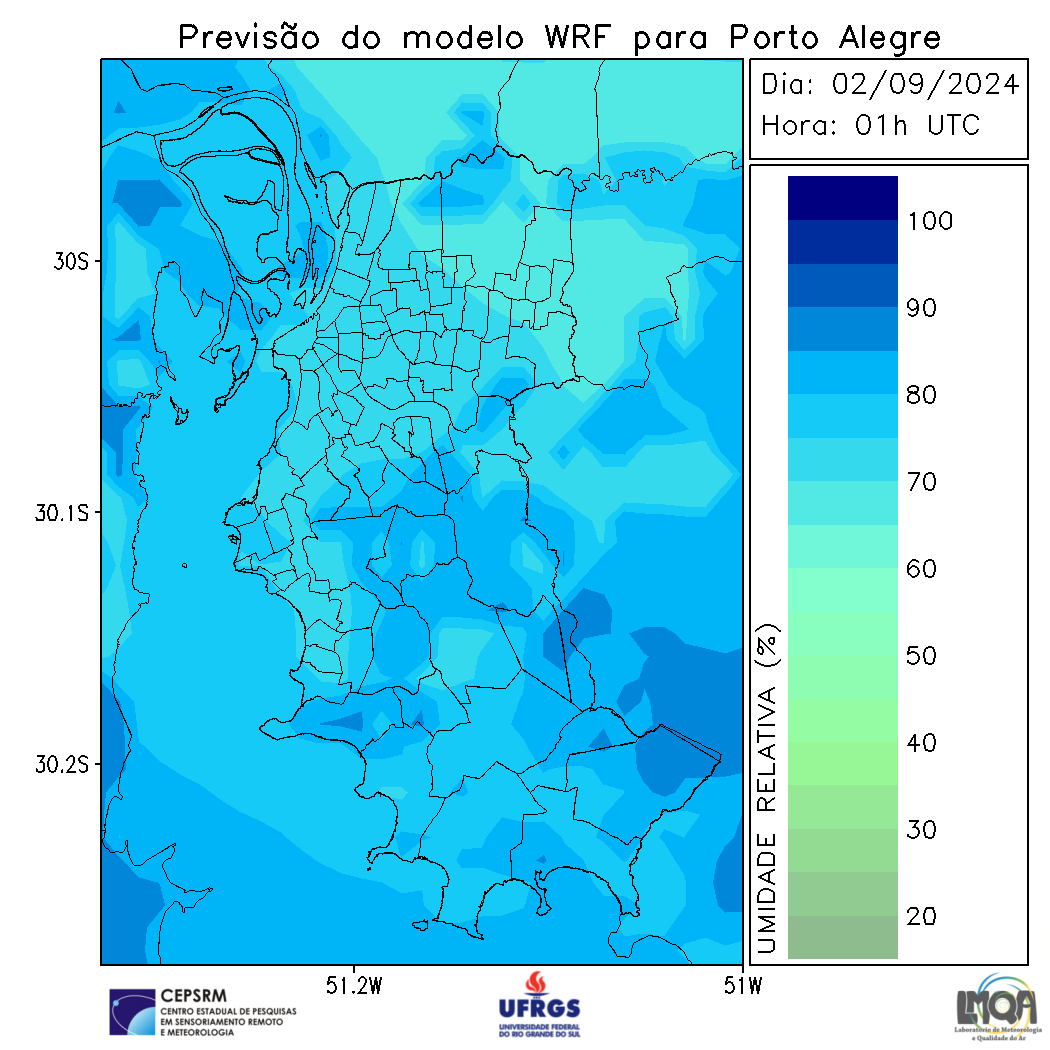 Previsão do modelo WRF para Porto Alegre
Dia: 02/09/2024
Hora: 01h UTC
30S
30.1S
30.2S
51.2W
51W
100
90
80
70
60
50
40
30
20
UMIDADE RELATIVA (%)
CEPSRM
CENTRO ESTADUAL DE PESQUISAS
EM SENSORIAMENTO REMOTO
E METEOROLOGIA
UFRGS
UNIVERSIDADE FEDERAL
DO RIO GRANDE DO SUL
LMQA
Laboratório de Meteorologia
e Qualidade do Ar